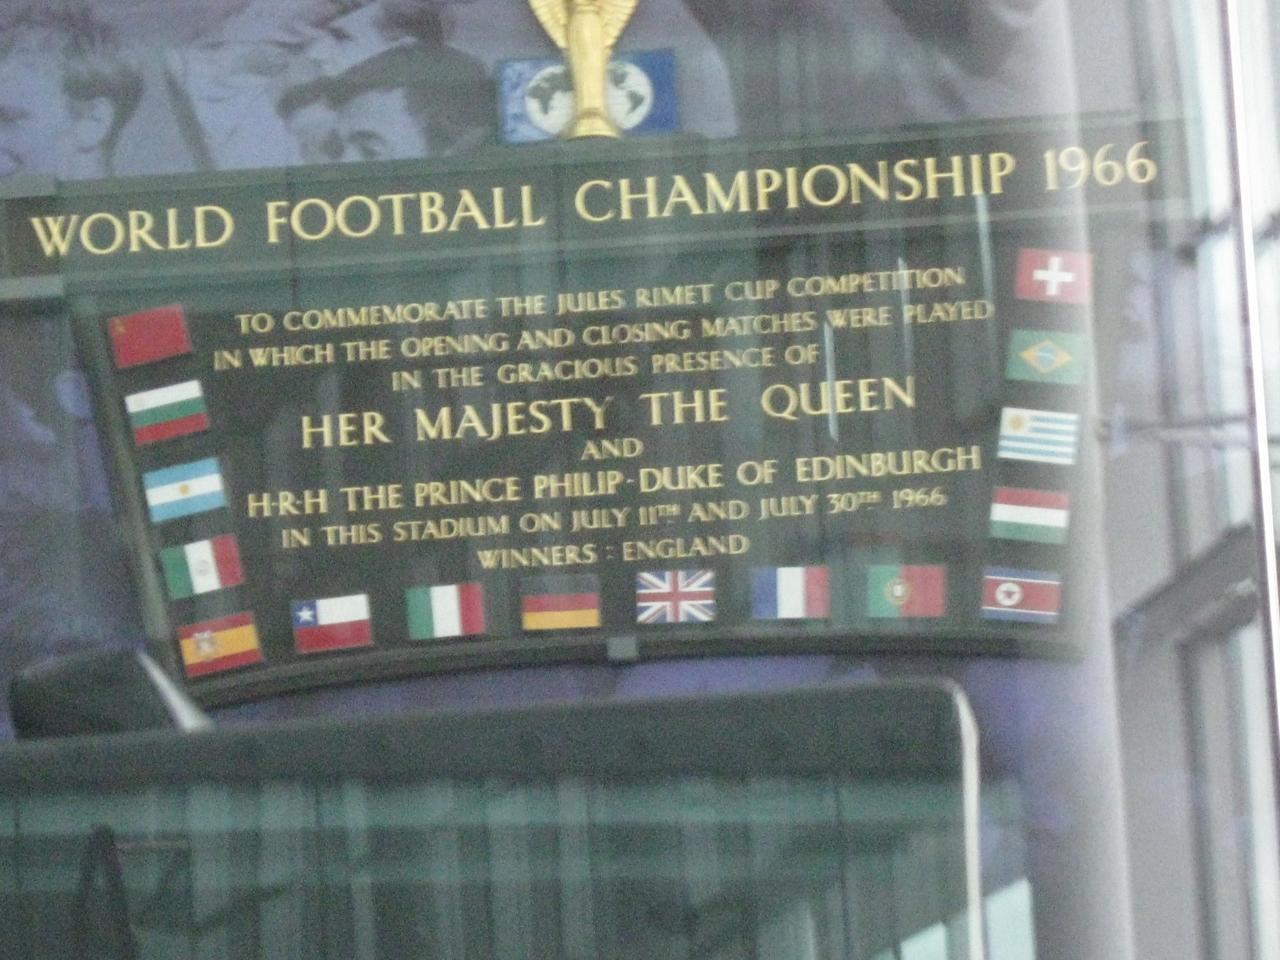 WORLD FOOTBALL CHAMPIONSHIP 1966
TO COMMEMORATE THE JULES RIMET CUP COMPETITION
IN WHICH THE OPENING AND CLOSING MATCHES WERE PLAYED
IN THE GRACIOUS PRESENCE OF
HER MAJESTY THE QUEEN
AND
H·R·H THE PRINCE PHILIP · DUKE OF EDINBURGH
IN THIS STADIUM ON JULY 11TH AND JULY 30TH 1966
WINNERS : ENGLAND